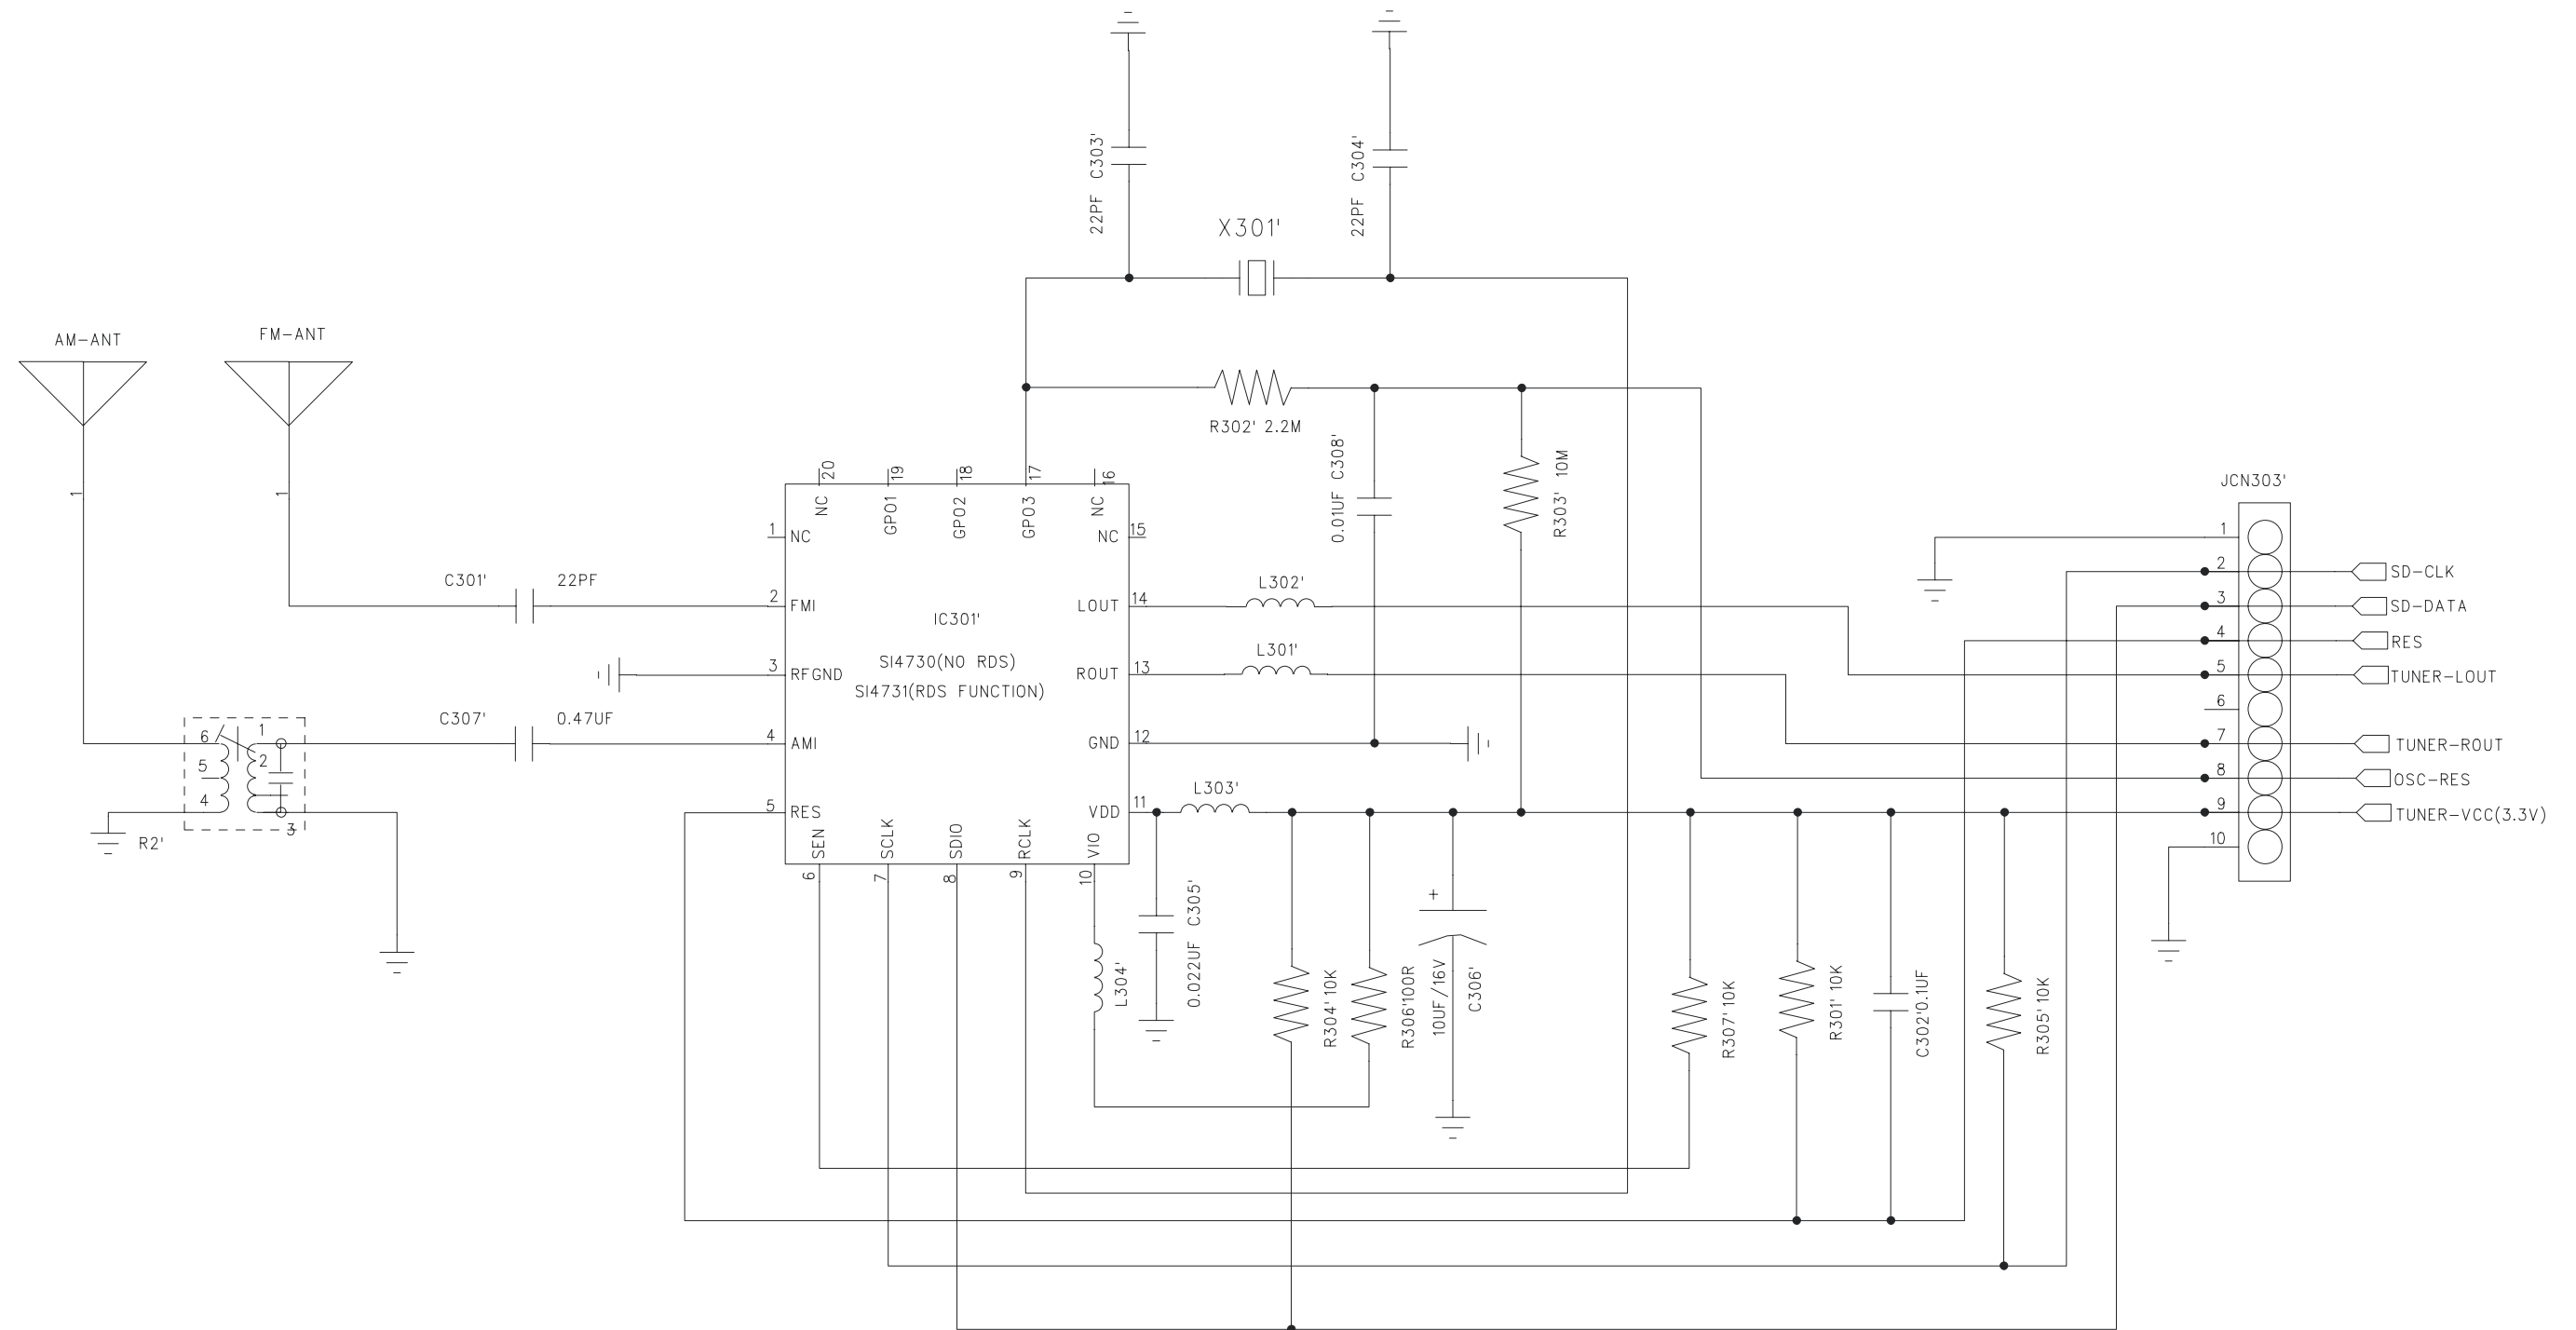 22PF C303'
22PF C304'
X301'
AM-ANT
FM-ANT
1
1
R302' 2.2M
0.01UF C308'
R303' 10M
JCN303'
20
19
18
17
16
NC
GPO1
GPO2
GPO3
NC
1 NC
NC 15
C301' 22PF
2 FMI
LOUT 14
L302'
IC301'
SI4730(NO RDS)
SI4731(RDS FUNCTION)
3 RFGND
ROUT 13
L301'
C307' 0.47UF
4 AMI
GND 12
5 RES
VDD 11
L303'
SEN
SCLK
SDIO
RCLK
VIO
6
7
8
9
10
6
5
4
1
2
3
R2'
L304'
0.022UF C305'
R304' 10K
R306'100R
+
10UF/16V
C306'
R307' 10K
R301' 10K
C302'0.1UF
R305' 10K
1
2 SD-CLK
3 SD-DATA
4 RES
5 TUNER-LOUT
6
7 TUNER-ROUT
8 OSC-RES
9 TUNER-VCC(3.3V)
10